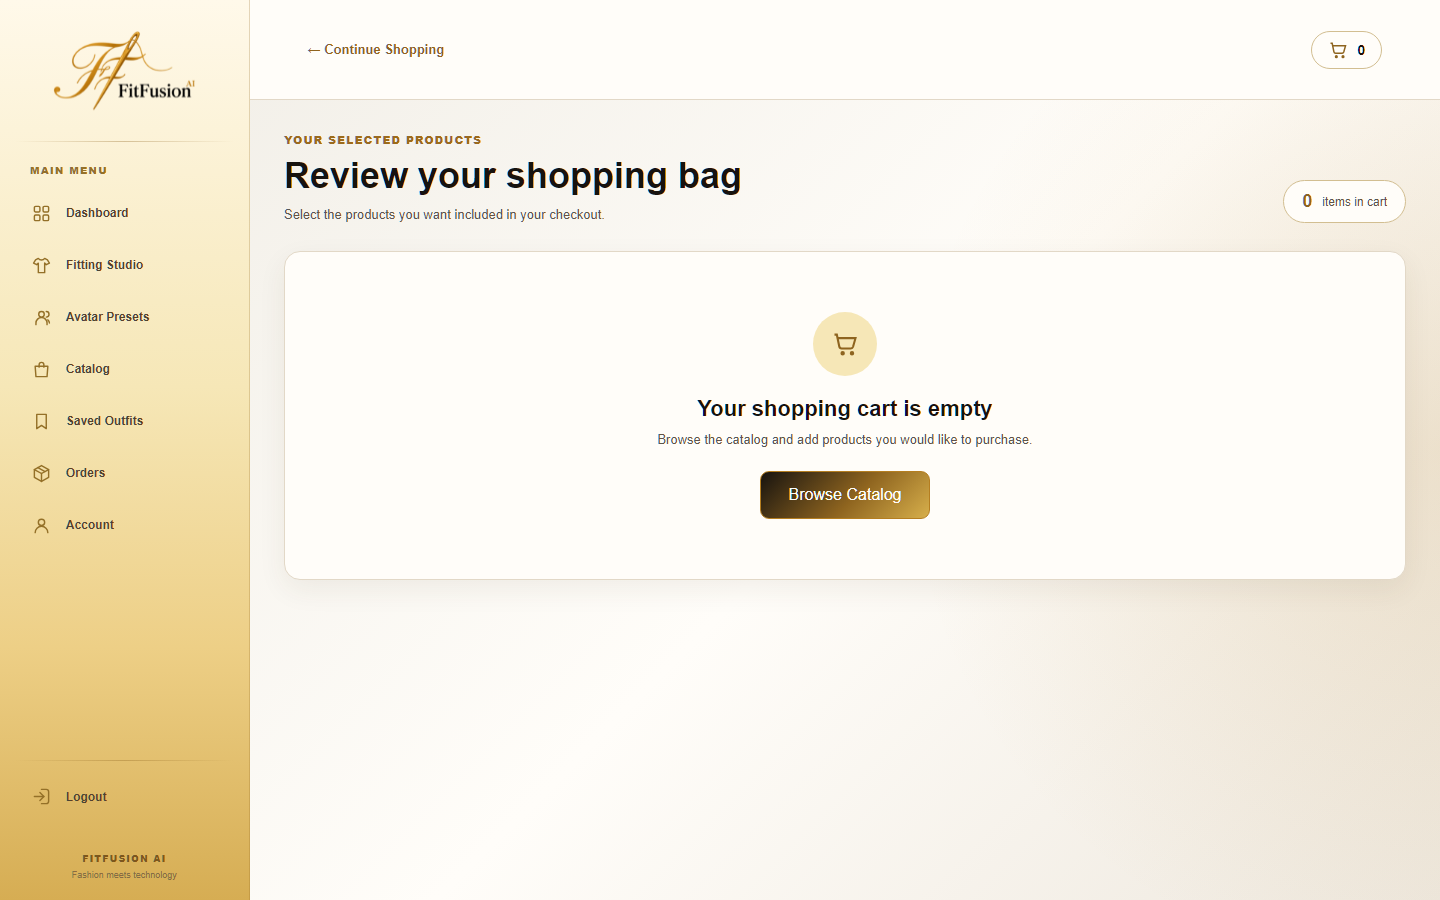 FitFusion AI
MAIN MENU
Dashboard
Fitting Studio
Avatar Presets
Catalog
Saved Outfits
Orders
Account
Logout
FITFUSION AI
Fashion meets technology
← Continue Shopping
0
YOUR SELECTED PRODUCTS
Review your shopping bag
Select the products you want included in your checkout.
0 items in cart
Your shopping cart is empty
Browse the catalog and add products you would like to purchase.
Browse Catalog